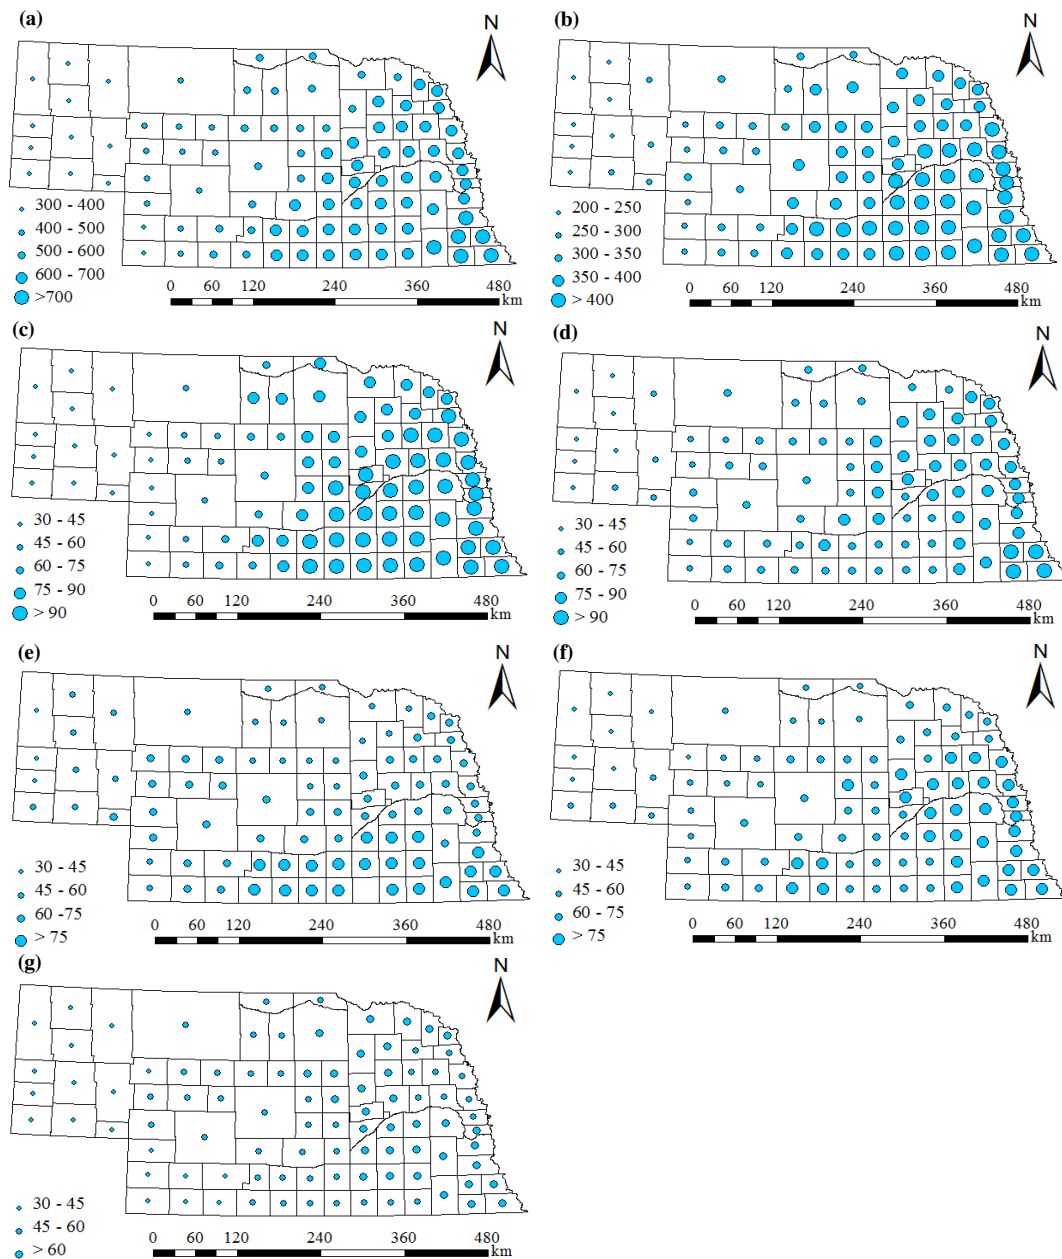 (a)
N
300 - 400
400 - 500
500 - 600
600 - 700
>700
0 60 120 240 360 480
km
(b)
N
200 - 250
250 - 300
300 - 350
350 - 400
> 400
0 60 120 240 360 480
km
(c)
N
30 - 45
45 - 60
60 - 75
75 - 90
> 90
0 60 120 240 360 480
km
(d)
N
30 - 45
45 - 60
60 - 75
75 - 90
> 90
0 60 120 240 360 480
km
(e)
N
30 - 45
45 - 60
60 - 75
> 75
0 60 120 240 360 480
km
(f)
N
30 - 45
45 - 60
60 - 75
> 75
0 60 120 240 360 480
km
(g)
N
30 - 45
45 - 60
> 60
0 60 120 240 360 480
km